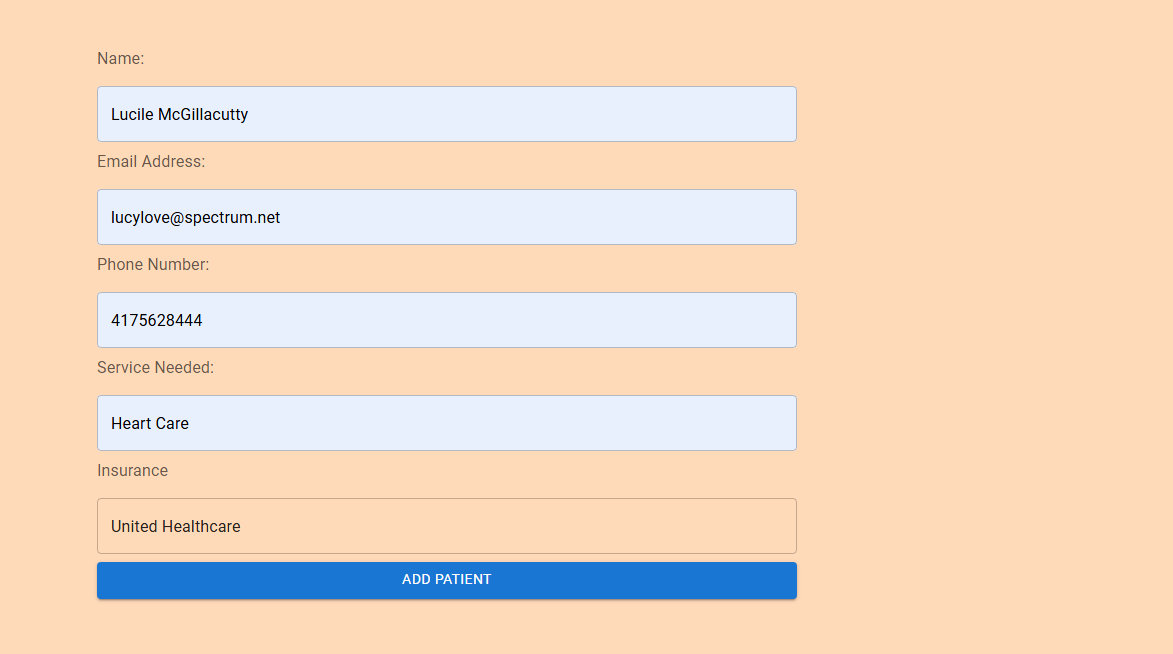 Name:
Lucile McGillacutty
Email Address:
lucylove@spectrum.net
Phone Number:
4175628444
Service Needed:
Heart Care
Insurance
United Healthcare
ADD PATIENT